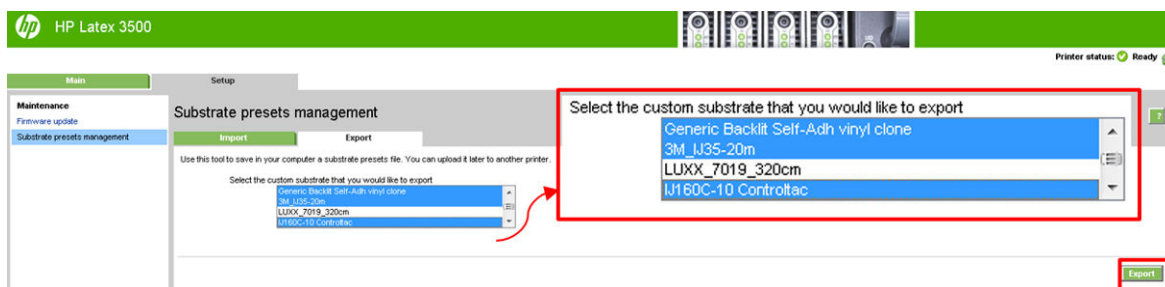 hp HP Latex 3500
Printer status: Ready
Main Setup
Maintenance
Firmware update
Substrate presets management
Substrate presets management
Import Export
Use this tool to save in your computer a substrate presets file. You can upload it later to another printer.
Select the custom substrate that you would like to export
Generic Backlit Self-Adh vinyl clone
3M_IJ35-20m
LUXX_7019_320cm
IJ160C-10 Controltac
Select the custom substrate that you would like to export
Generic Backlit Self-Adh vinyl clone
3M_IJ35-20m
LUXX_7019_320cm
IJ160C-10 Controltac
?
Export